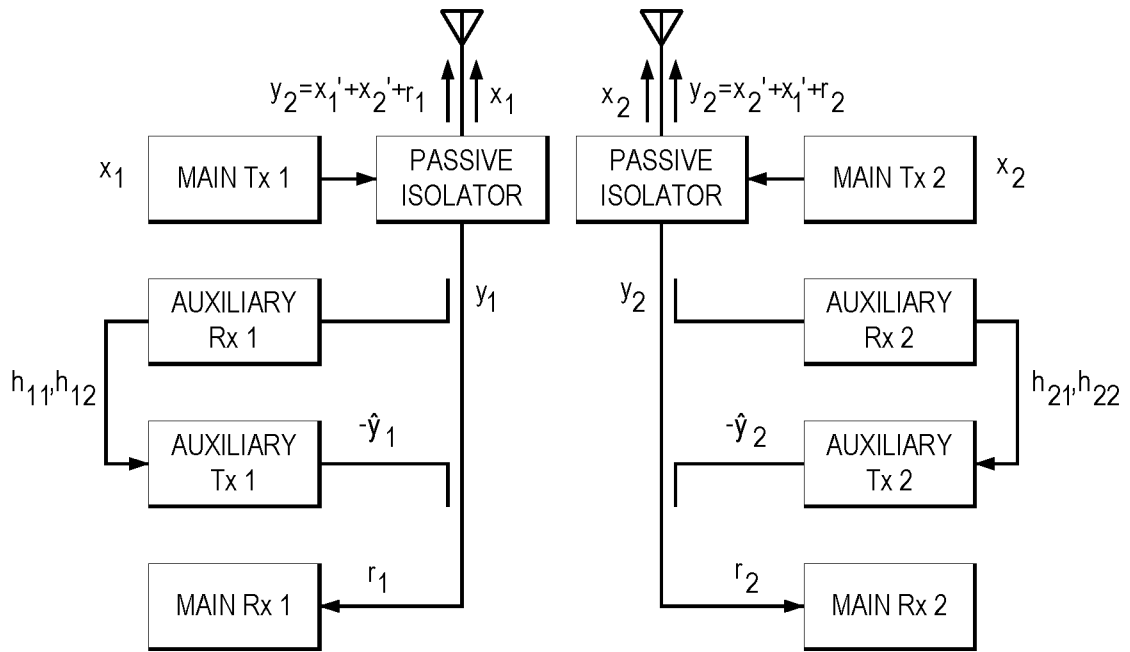 y2=x1'+x2'+r1
x1
x2
y2=x2'+x1'+r2
x1
MAIN Tx 1
PASSIVE
ISOLATOR
PASSIVE
ISOLATOR
MAIN Tx 2
x2
AUXILIARY
Rx 1
y1
y2
AUXILIARY
Rx 2
h11,h12
h21,h22
AUXILIARY
Tx 1
-ŷ1
-ŷ2
AUXILIARY
Tx 2
MAIN Rx 1
r1
r2
MAIN Rx 2